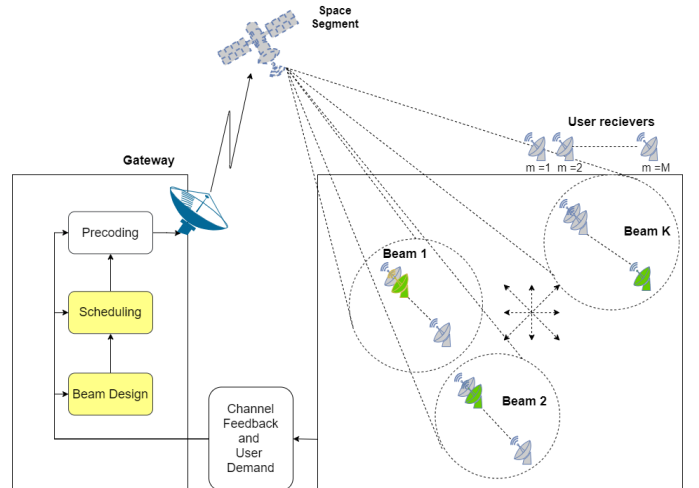 Space
Segment
User recievers
m =1
m =2
m =M
Gateway
Precoding
Beam K
Beam 1
Scheduling
Beam Design
Beam 2
Channel
Feedback
and
User
Demand